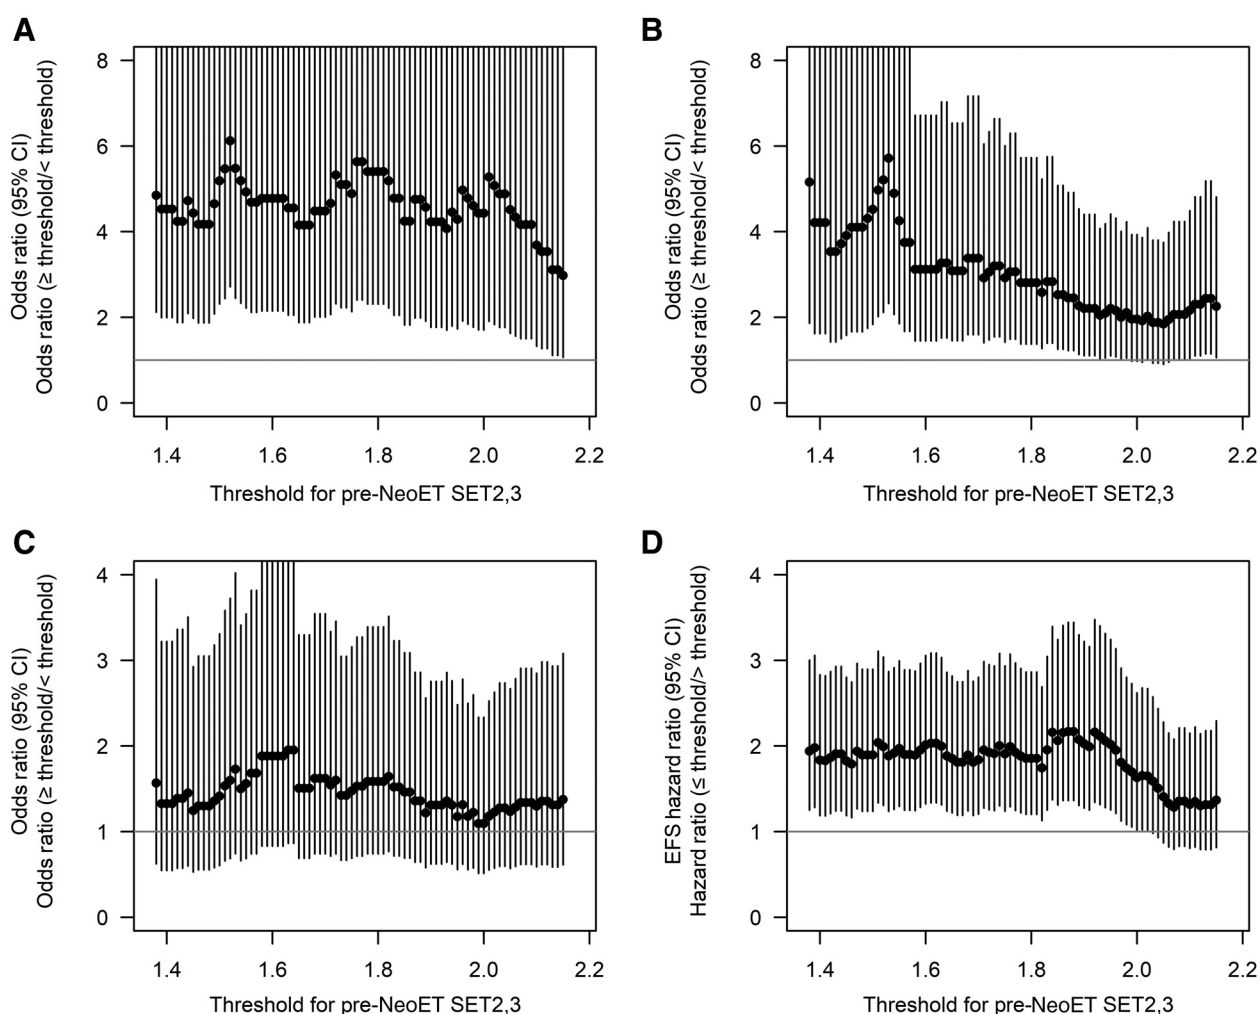 A
8
6
4
2
0
Odds ratio (95% CI)
Odds ratio (≥ threshold/< threshold)
1.4 1.6 1.8 2.0 2.2
Threshold for pre-NeoET SET2,3
B
8
6
4
2
0
Odds ratio (95% CI)
Odds ratio (≥ threshold/< threshold)
1.4 1.6 1.8 2.0 2.2
Threshold for pre-NeoET SET2,3
C
4
3
2
1
0
Odds ratio (95% CI)
Odds ratio (≥ threshold/< threshold)
1.4 1.6 1.8 2.0 2.2
Threshold for pre-NeoET SET2,3
D
4
3
2
1
0
EFS hazard ratio (95% CI)
Hazard ratio (≤ threshold/> threshold)
1.4 1.6 1.8 2.0 2.2
Threshold for pre-NeoET SET2,3